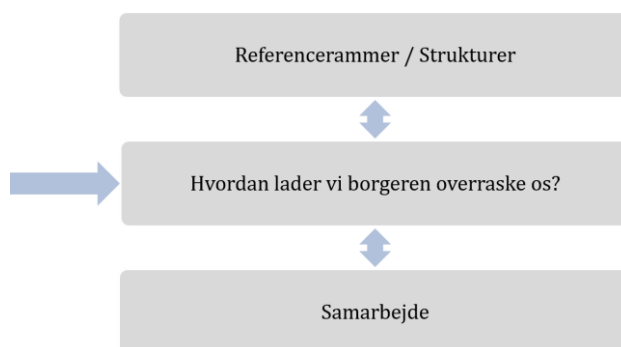 Referencerammer / Strukturer
Hvordan lader vi borgeren overraske os?
Samarbejde